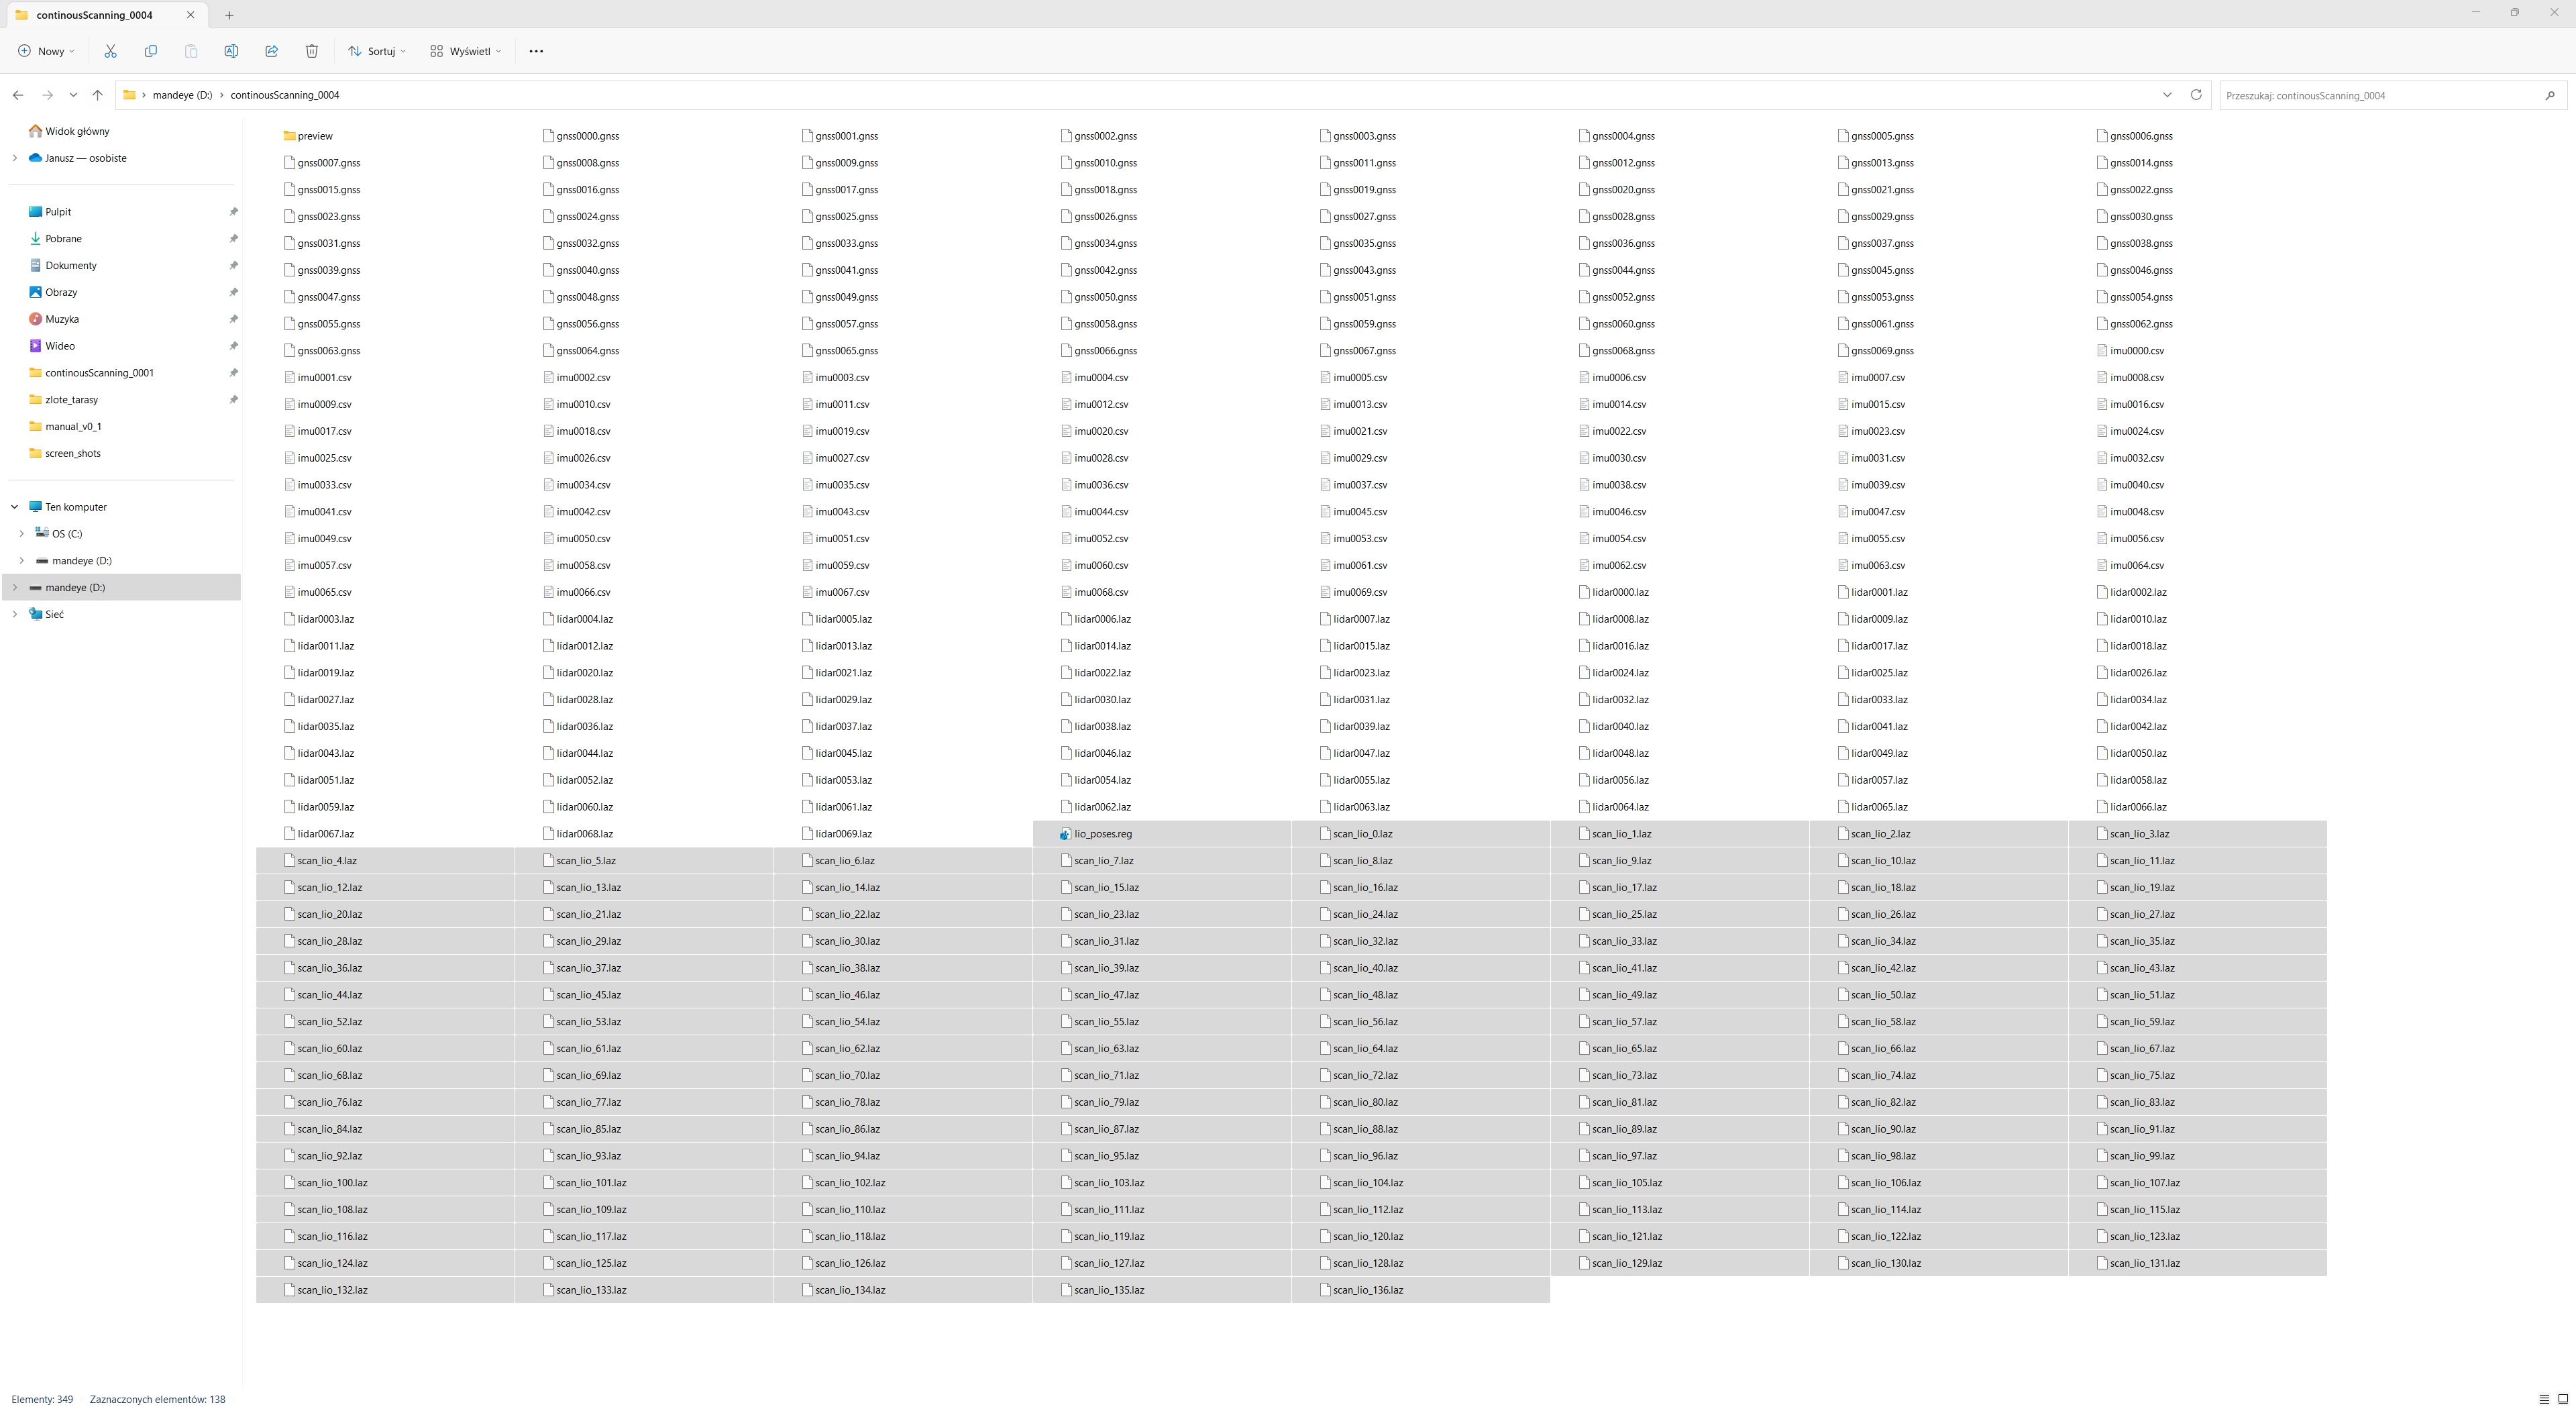 continousScanning_0004
Nowy Sortuj Wyświetl
mandeye (D:) continousScanning_0004 Przeszukaj: continousScanning_0004
Widok główny
Janusz — osobiste
Pulpit
Pobrane
Dokumenty
Obrazy
Muzyka
Wideo
continousScanning_0001
zlote_tarasy
manual_v0_1
screen_shots
Ten komputer
OS (C:)
mandeye (D:)
mandeye (D:)
Sieć
preview gnss0000.gnss gnss0001.gnss gnss0002.gnss gnss0003.gnss gnss0004.gnss gnss0005.gnss gnss0006.gnss
gnss0007.gnss gnss0008.gnss gnss0009.gnss gnss0010.gnss gnss0011.gnss gnss0012.gnss gnss0013.gnss gnss0014.gnss
gnss0015.gnss gnss0016.gnss gnss0017.gnss gnss0018.gnss gnss0019.gnss gnss0020.gnss gnss0021.gnss gnss0022.gnss
gnss0023.gnss gnss0024.gnss gnss0025.gnss gnss0026.gnss gnss0027.gnss gnss0028.gnss gnss0029.gnss gnss0030.gnss
gnss0031.gnss gnss0032.gnss gnss0033.gnss gnss0034.gnss gnss0035.gnss gnss0036.gnss gnss0037.gnss gnss0038.gnss
gnss0039.gnss gnss0040.gnss gnss0041.gnss gnss0042.gnss gnss0043.gnss gnss0044.gnss gnss0045.gnss gnss0046.gnss
gnss0047.gnss gnss0048.gnss gnss0049.gnss gnss0050.gnss gnss0051.gnss gnss0052.gnss gnss0053.gnss gnss0054.gnss
gnss0055.gnss gnss0056.gnss gnss0057.gnss gnss0058.gnss gnss0059.gnss gnss0060.gnss gnss0061.gnss gnss0062.gnss
gnss0063.gnss gnss0064.gnss gnss0065.gnss gnss0066.gnss gnss0067.gnss gnss0068.gnss gnss0069.gnss imu0000.csv
imu0001.csv imu0002.csv imu0003.csv imu0004.csv imu0005.csv imu0006.csv imu0007.csv imu0008.csv
imu0009.csv imu0010.csv imu0011.csv imu0012.csv imu0013.csv imu0014.csv imu0015.csv imu0016.csv
imu0017.csv imu0018.csv imu0019.csv imu0020.csv imu0021.csv imu0022.csv imu0023.csv imu0024.csv
imu0025.csv imu0026.csv imu0027.csv imu0028.csv imu0029.csv imu0030.csv imu0031.csv imu0032.csv
imu0033.csv imu0034.csv imu0035.csv imu0036.csv imu0037.csv imu0038.csv imu0039.csv imu0040.csv
imu0041.csv imu0042.csv imu0043.csv imu0044.csv imu0045.csv imu0046.csv imu0047.csv imu0048.csv
imu0049.csv imu0050.csv imu0051.csv imu0052.csv imu0053.csv imu0054.csv imu0055.csv imu0056.csv
imu0057.csv imu0058.csv imu0059.csv imu0060.csv imu0061.csv imu0062.csv imu0063.csv imu0064.csv
imu0065.csv imu0066.csv imu0067.csv imu0068.csv imu0069.csv lidar0000.laz lidar0001.laz lidar0002.laz
lidar0003.laz lidar0004.laz lidar0005.laz lidar0006.laz lidar0007.laz lidar0008.laz lidar0009.laz lidar0010.laz
lidar0011.laz lidar0012.laz lidar0013.laz lidar0014.laz lidar0015.laz lidar0016.laz lidar0017.laz lidar0018.laz
lidar0019.laz lidar0020.laz lidar0021.laz lidar0022.laz lidar0023.laz lidar0024.laz lidar0025.laz lidar0026.laz
lidar0027.laz lidar0028.laz lidar0029.laz lidar0030.laz lidar0031.laz lidar0032.laz lidar0033.laz lidar0034.laz
lidar0035.laz lidar0036.laz lidar0037.laz lidar0038.laz lidar0039.laz lidar0040.laz lidar0041.laz lidar0042.laz
lidar0043.laz lidar0044.laz lidar0045.laz lidar0046.laz lidar0047.laz lidar0048.laz lidar0049.laz lidar0050.laz
lidar0051.laz lidar0052.laz lidar0053.laz lidar0054.laz lidar0055.laz lidar0056.laz lidar0057.laz lidar0058.laz
lidar0059.laz lidar0060.laz lidar0061.laz lidar0062.laz lidar0063.laz lidar0064.laz lidar0065.laz lidar0066.laz
lidar0067.laz lidar0068.laz lidar0069.laz lio_poses.reg scan_lio_0.laz scan_lio_1.laz scan_lio_2.laz scan_lio_3.laz
scan_lio_4.laz scan_lio_5.laz scan_lio_6.laz scan_lio_7.laz scan_lio_8.laz scan_lio_9.laz scan_lio_10.laz scan_lio_11.laz
scan_lio_12.laz scan_lio_13.laz scan_lio_14.laz scan_lio_15.laz scan_lio_16.laz scan_lio_17.laz scan_lio_18.laz scan_lio_19.laz
scan_lio_20.laz scan_lio_21.laz scan_lio_22.laz scan_lio_23.laz scan_lio_24.laz scan_lio_25.laz scan_lio_26.laz scan_lio_27.laz
scan_lio_28.laz scan_lio_29.laz scan_lio_30.laz scan_lio_31.laz scan_lio_32.laz scan_lio_33.laz scan_lio_34.laz scan_lio_35.laz
scan_lio_36.laz scan_lio_37.laz scan_lio_38.laz scan_lio_39.laz scan_lio_40.laz scan_lio_41.laz scan_lio_42.laz scan_lio_43.laz
scan_lio_44.laz scan_lio_45.laz scan_lio_46.laz scan_lio_47.laz scan_lio_48.laz scan_lio_49.laz scan_lio_50.laz scan_lio_51.laz
scan_lio_52.laz scan_lio_53.laz scan_lio_54.laz scan_lio_55.laz scan_lio_56.laz scan_lio_57.laz scan_lio_58.laz scan_lio_59.laz
scan_lio_60.laz scan_lio_61.laz scan_lio_62.laz scan_lio_63.laz scan_lio_64.laz scan_lio_65.laz scan_lio_66.laz scan_lio_67.laz
scan_lio_68.laz scan_lio_69.laz scan_lio_70.laz scan_lio_71.laz scan_lio_72.laz scan_lio_73.laz scan_lio_74.laz scan_lio_75.laz
scan_lio_76.laz scan_lio_77.laz scan_lio_78.laz scan_lio_79.laz scan_lio_80.laz scan_lio_81.laz scan_lio_82.laz scan_lio_83.laz
scan_lio_84.laz scan_lio_85.laz scan_lio_86.laz scan_lio_87.laz scan_lio_88.laz scan_lio_89.laz scan_lio_90.laz scan_lio_91.laz
scan_lio_92.laz scan_lio_93.laz scan_lio_94.laz scan_lio_95.laz scan_lio_96.laz scan_lio_97.laz scan_lio_98.laz scan_lio_99.laz
scan_lio_100.laz scan_lio_101.laz scan_lio_102.laz scan_lio_103.laz scan_lio_104.laz scan_lio_105.laz scan_lio_106.laz scan_lio_107.laz
scan_lio_108.laz scan_lio_109.laz scan_lio_110.laz scan_lio_111.laz scan_lio_112.laz scan_lio_113.laz scan_lio_114.laz scan_lio_115.laz
scan_lio_116.laz scan_lio_117.laz scan_lio_118.laz scan_lio_119.laz scan_lio_120.laz scan_lio_121.laz scan_lio_122.laz scan_lio_123.laz
scan_lio_124.laz scan_lio_125.laz scan_lio_126.laz scan_lio_127.laz scan_lio_128.laz scan_lio_129.laz scan_lio_130.laz scan_lio_131.laz
scan_lio_132.laz scan_lio_133.laz scan_lio_134.laz scan_lio_135.laz scan_lio_136.laz
Elementy: 349 Zaznaczonych elementów: 138